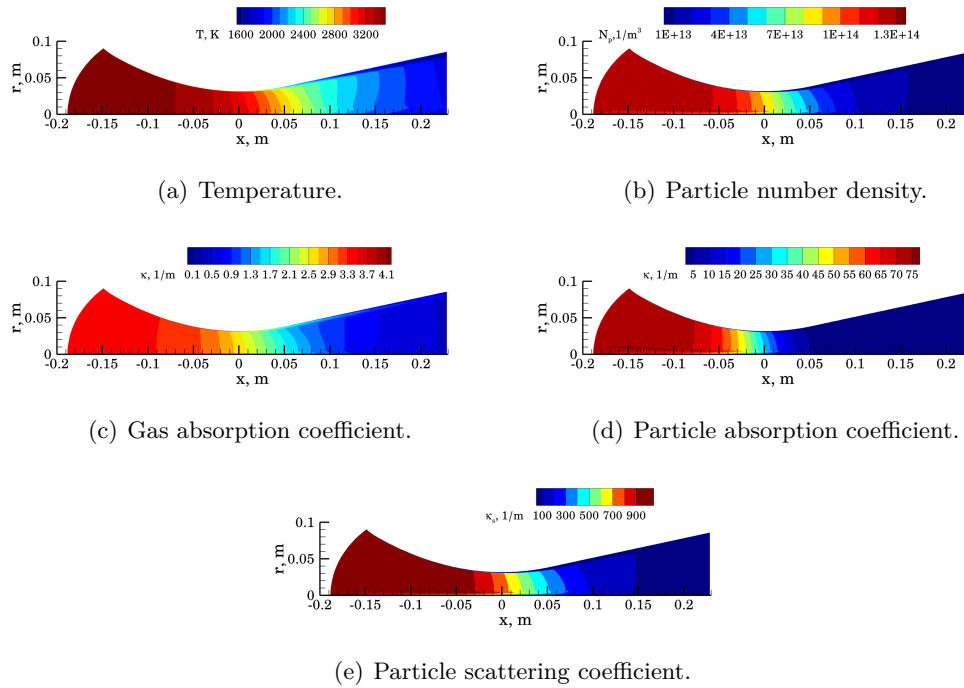 T, K
1600 2000 2400 2800 3200
r, m
0.1
0.05
0
-0.2 -0.15 -0.1 -0.05 0 0.05 0.1 0.15 0.2
x, m
(a) Temperature.
Nₚ,1/m³
1E+13 4E+13 7E+13 1E+14 1.3E+14
r, m
0.1
0.05
0
-0.2 -0.15 -0.1 -0.05 0 0.05 0.1 0.15 0.2
x, m
(b) Particle number density.
κ, 1/m 0.1 0.5 0.9 1.3 1.7 2.1 2.5 2.9 3.3 3.7 4.1
r, m
0.1
0.05
0
-0.2 -0.15 -0.1 -0.05 0 0.05 0.1 0.15 0.2
x, m
(c) Gas absorption coefficient.
κ, 1/m 5 10 15 20 25 30 35 40 45 50 55 60 65 70 75
r, m
0.1
0.05
0
-0.2 -0.15 -0.1 -0.05 0 0.05 0.1 0.15 0.2
x, m
(d) Particle absorption coefficient.
κₛ, 1/m 100 300 500 700 900
r, m
0.1
0.05
0
-0.2 -0.15 -0.1 -0.05 0 0.05 0.1 0.15 0.2
x, m
(e) Particle scattering coefficient.